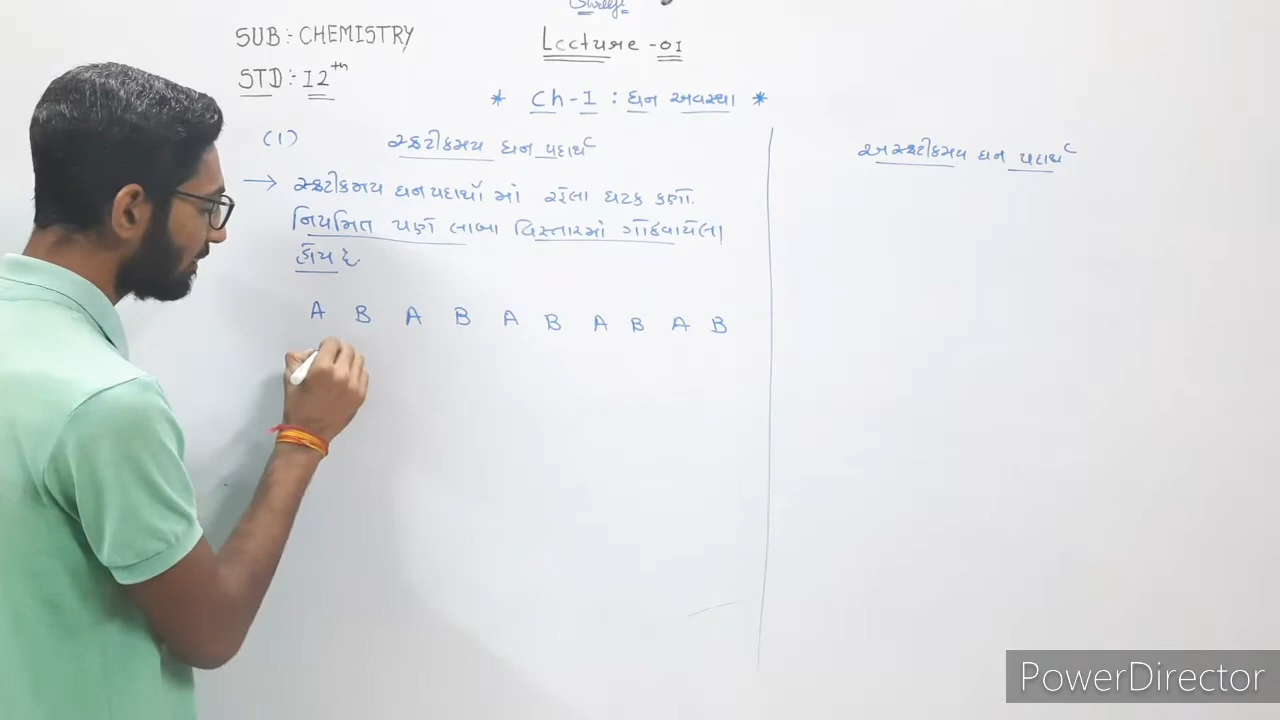 SUB :- CHEMISTRY
STD :- 12th
Lecture - 01
* Ch-1 : ઘન અવસ્થા *
(1) સ્ફટીકમય ઘન પદાર્થ
→ સ્ફટીકમય ઘન પદાર્થો માં રહેલા ઘટક કણો.
નિયમિત પણે લાબા વિસ્તારમાં ગોઠવાયેલા
હોય છે.
A B A B A B A B A B
અસ્ફટીકમય ઘન પદાર્થ
PowerDirector